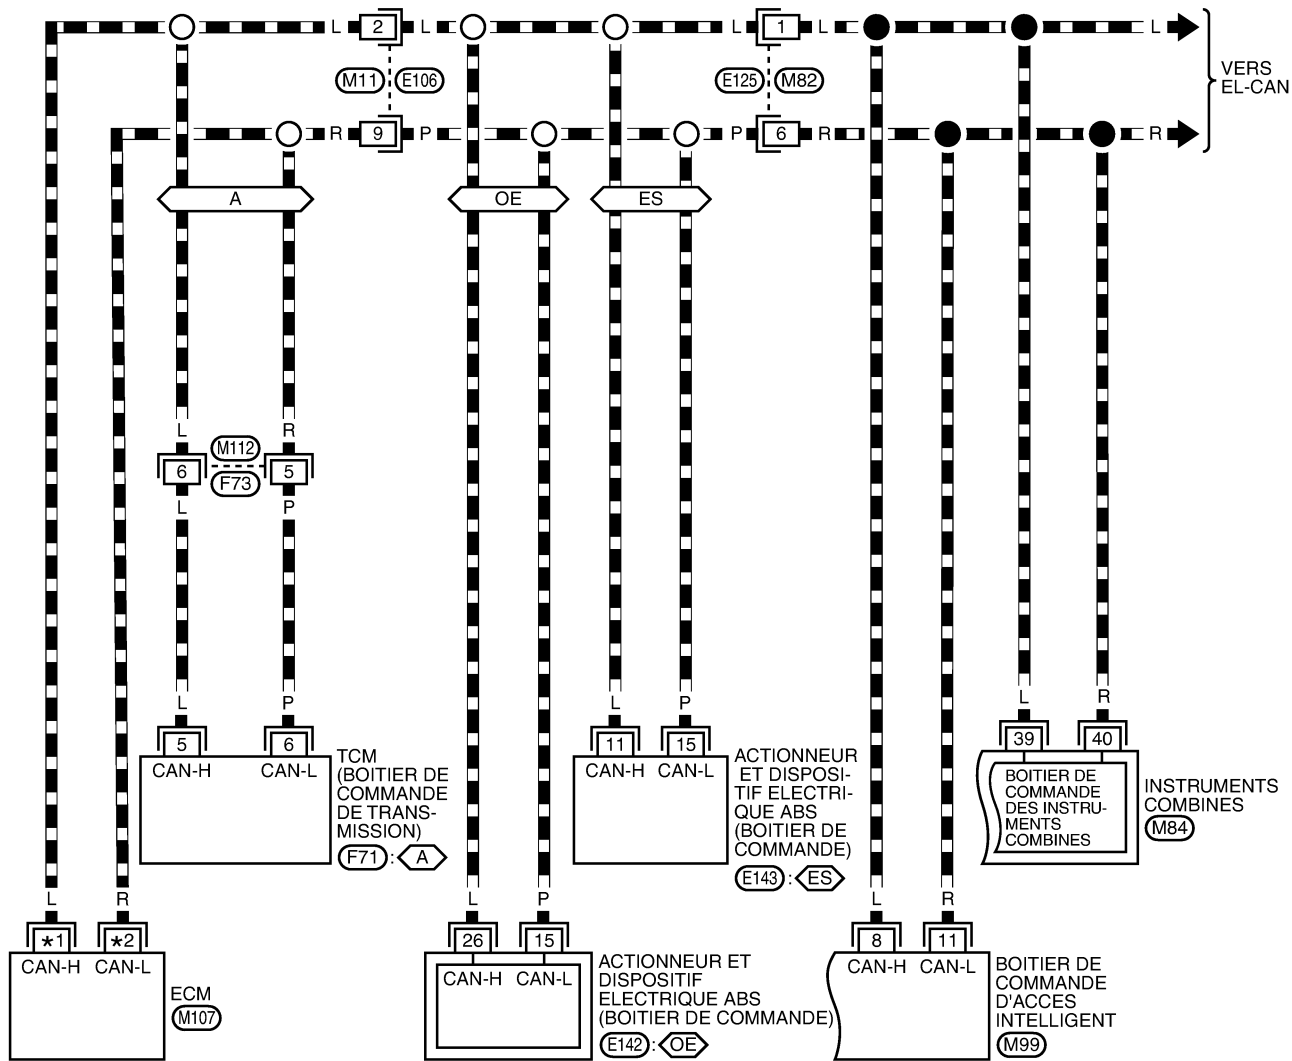 L 2 L L 1 L L
M11 E106 E125 M82
VERS
EL-CAN
R 9 P P 6 R R
A OE ES
L R
M112
6 5
F73
L P
L P L P L R
5 6 11 15 39 40
CAN-H CAN-L
CAN-H CAN-L
TCM
(BOITIER DE
COMMANDE
DE TRANS-
MISSION)
F71 : A
ACTIONNEUR
ET DISPOSI-
TIF ELECTRI-
QUE ABS
(BOITIER DE
COMMANDE)
E143 : ES
BOITIER DE
COMMANDE
DES INSTRU-
MENTS
COMBINES
INSTRUMENTS
COMBINES
M84
L R L P L R
*1 *2 26 15 8 11
CAN-H CAN-L
ECM
M107
CAN-H CAN-L
ACTIONNEUR ET
DISPOSITIF
ELECTRIQUE ABS
(BOITIER DE COMMANDE)
E142 : OE
CAN-H CAN-L
BOITIER DE
COMMANDE
D'ACCES
INTELLIGENT
M99